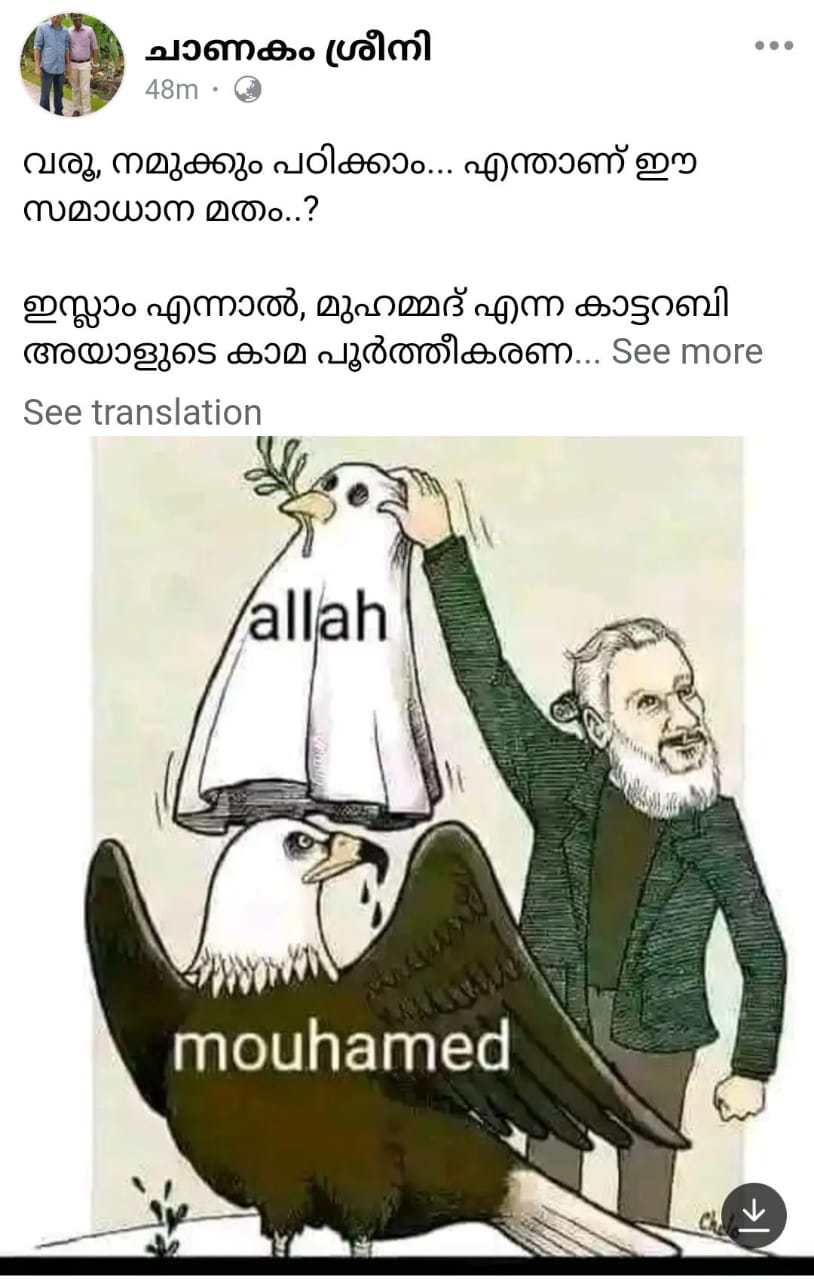 ചാണകം ശ്രീനി
48m ·
വരൂ, നമുക്കും പഠിക്കാം... എന്താണ് ഈ
സമാധാന മതം..?
ഇസ്ലാം എന്നാൽ, മുഹമ്മദ് എന്ന കാട്ടറബി
അയാളുടെ കാമ പൂർത്തീകരണ... See more
See translation
allah
mouhamed